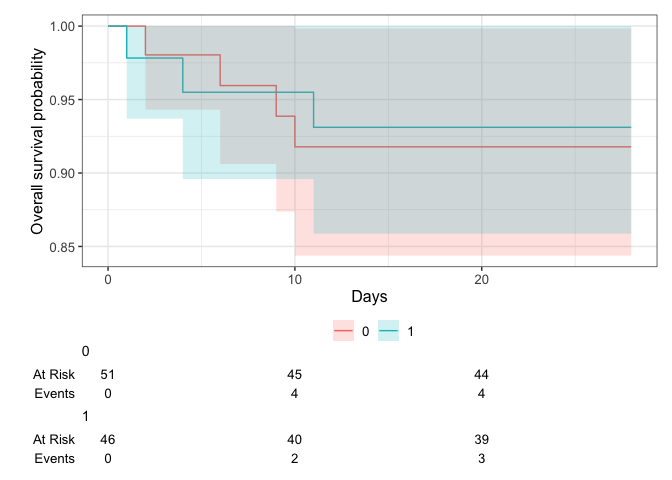 1.00
0.95
0.90
0.85
Overall survival probability
0 10 20
Days
0 1
0
At Risk 51 45 44
Events 0 4 4
1
At Risk 46 40 39
Events 0 2 3